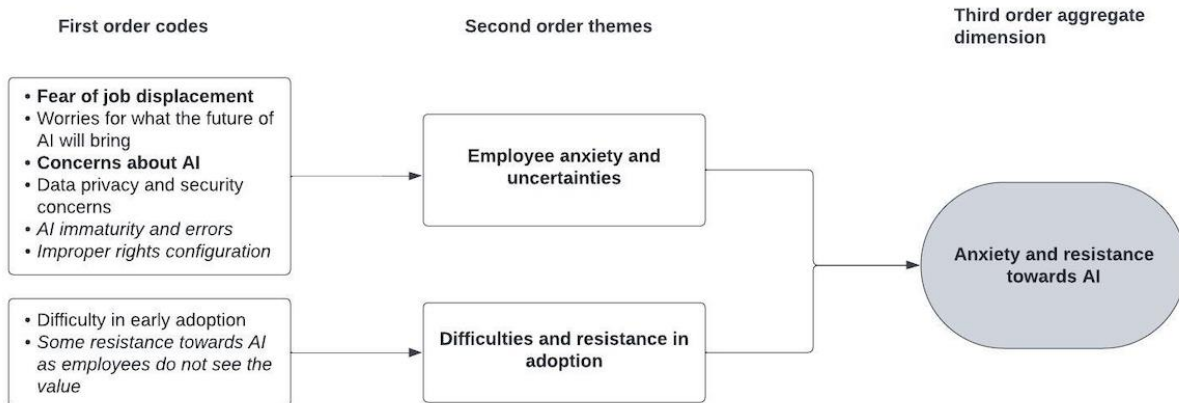 First order codes
Second order themes
Third order aggregate
dimension
• Fear of job displacement
• Worries for what the future of
AI will bring
• Concerns about AI
• Data privacy and security
concerns
• AI immaturity and errors
• Improper rights configuration
Employee anxiety and
uncertainties
• Difficulty in early adoption
• Some resistance towards AI
as employees do not see the
value
Difficulties and resistance in
adoption
Anxiety and resistance
towards AI